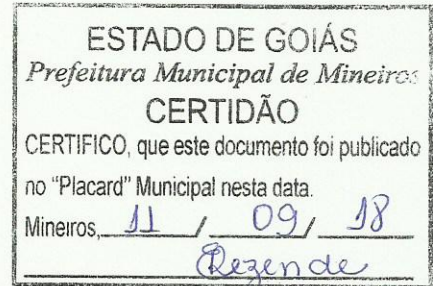 ESTADO DE GOIÁS
Prefeitura Municipal de Mineiros
CERTIDÃO
CERTIFICO, que este documento foi publicado
no "Placard" Municipal nesta data.
Mineiros, 11 / 09 / 18
Rezende